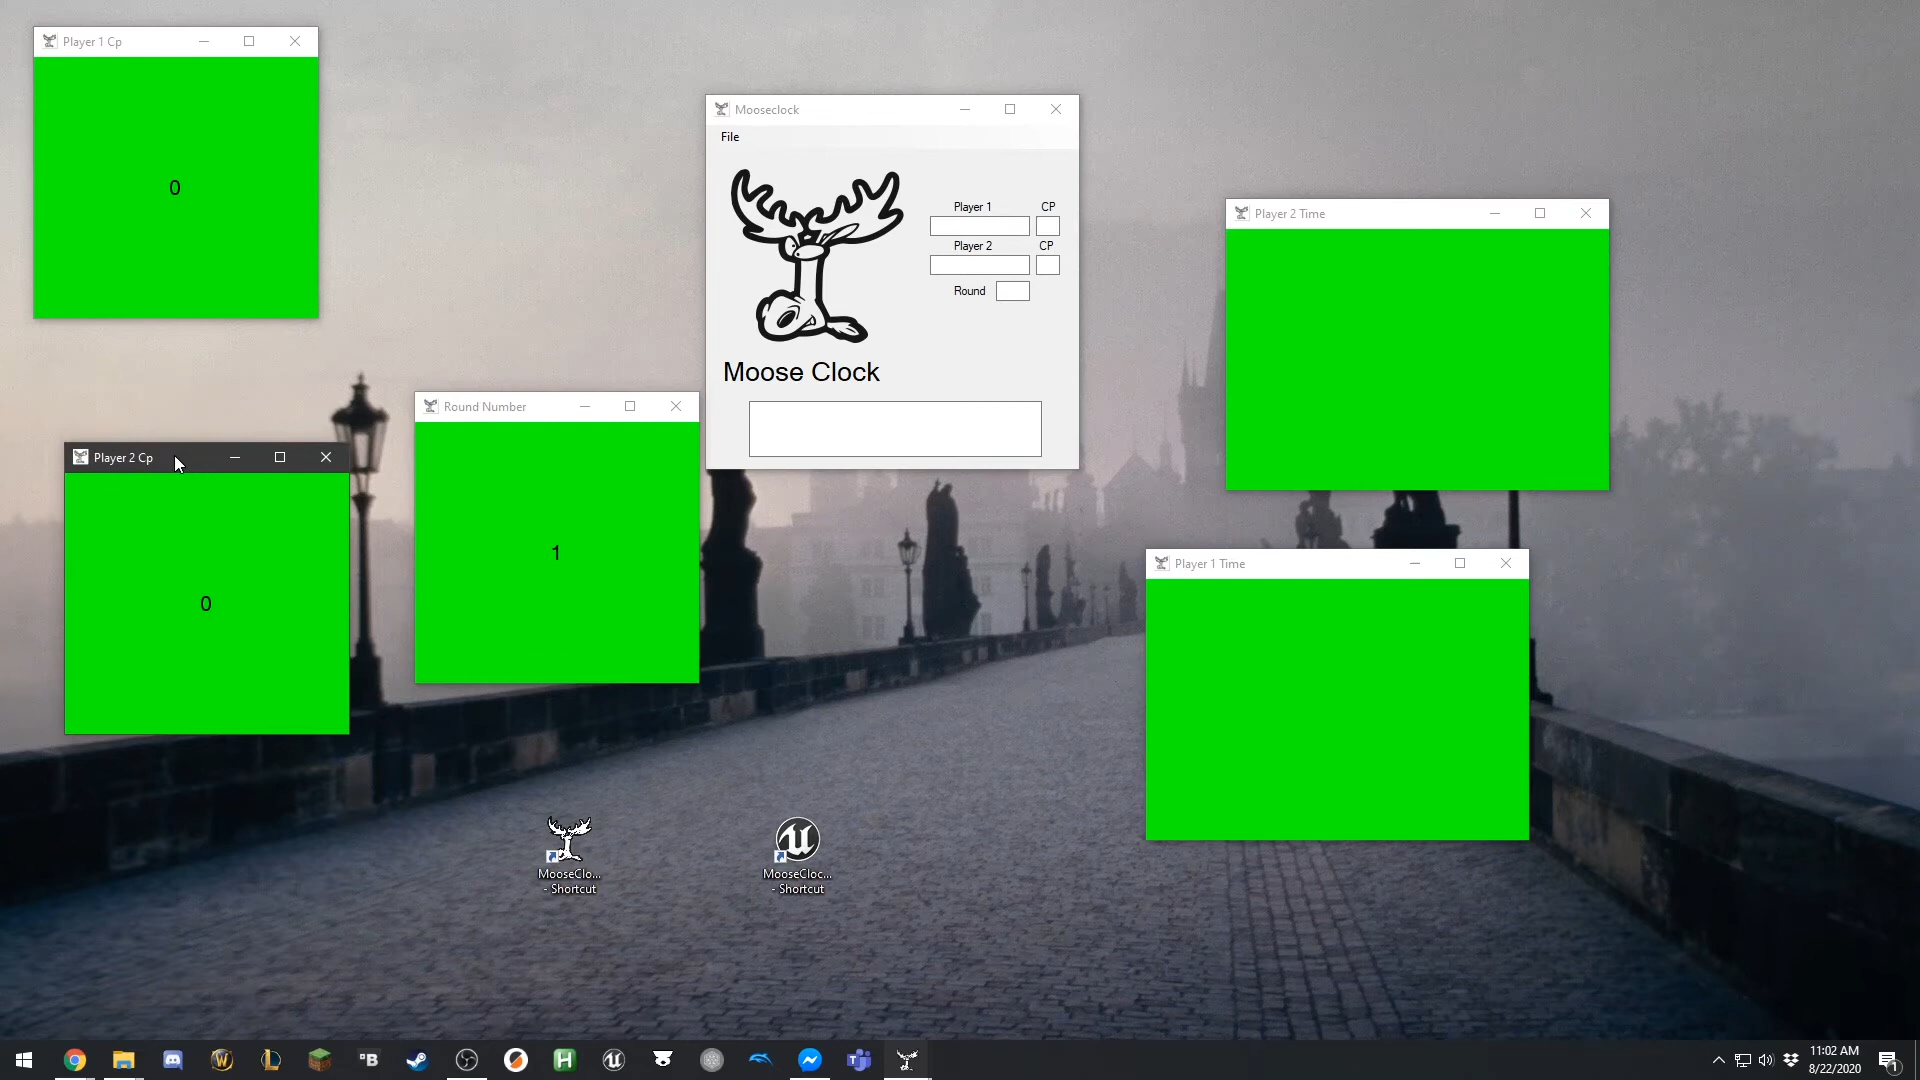 Player 1 Cp
0
Mooseclock
File
Player 1
CP
Player 2
CP
Round
Moose Clock
Player 2 Time
Round Number
1
Player 2 Cp
0
Player 1 Time
MooseClo...
- Shortcut
MooseCloc...
- Shortcut
11:02 AM
8/22/2020
1